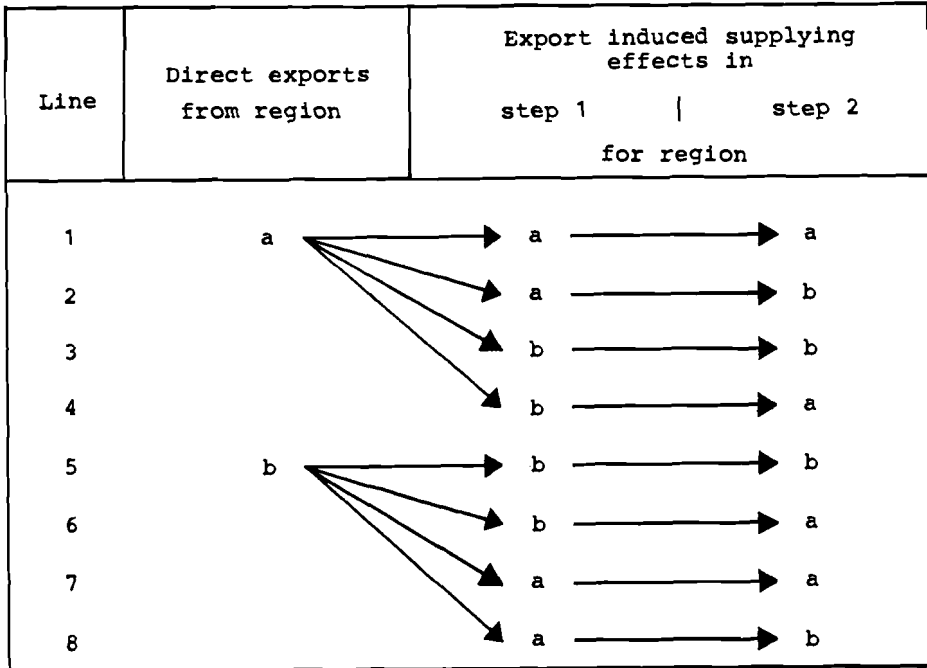 Line
Direct exports
from region
Export induced supplying
effects in
step 1 | step 2
for region
1 a a a
2 a b
3 b b
4 b a
5 b b b
6 b a
7 a a
8 a b